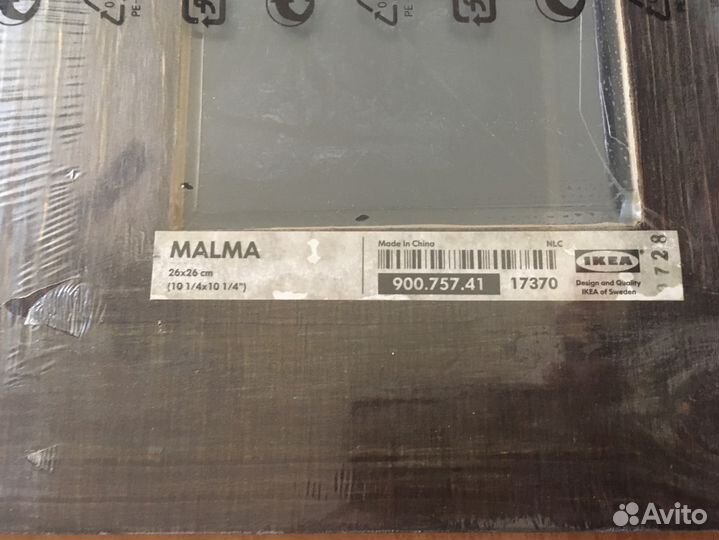 MALMA
26x26 cm
(10 1/4x10 1/4")
Made in China
NLC
900.757.41
17370
IKEA
Design and Quality
IKEA of Sweden
728
Avito